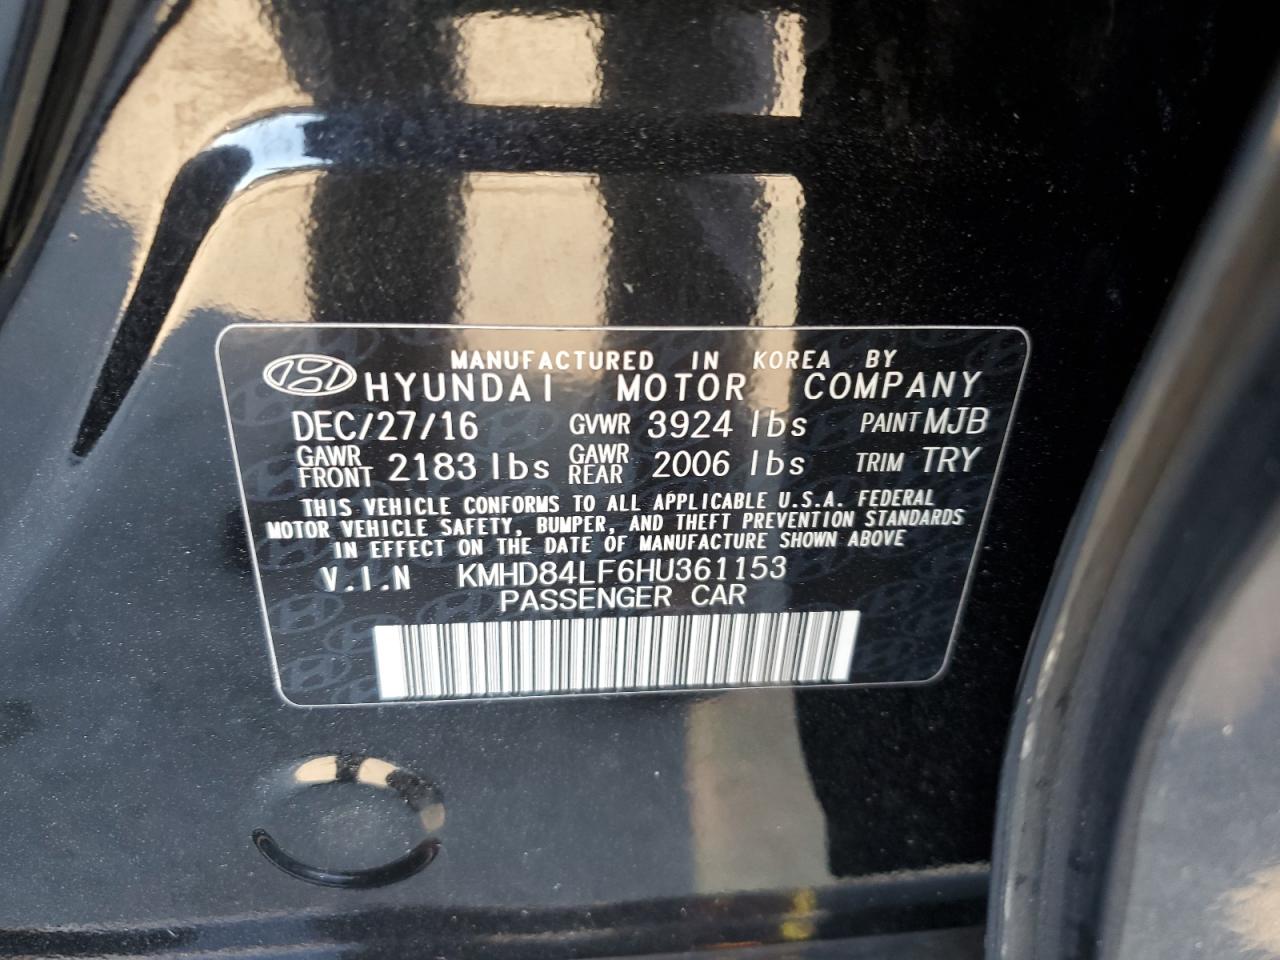 MANUFACTURED IN KOREA BY
HYUNDAI MOTOR COMPANY
DEC/27/16 GVWR 3924 lbs PAINT MJB
GAWR FRONT 2183 lbs GAWR REAR 2006 lbs TRIM TRY
THIS VEHICLE CONFORMS TO ALL APPLICABLE U.S.A. FEDERAL
MOTOR VEHICLE SAFETY, BUMPER, AND THEFT PREVENTION STANDARDS
IN EFFECT ON THE DATE OF MANUFACTURE SHOWN ABOVE
V.I.N KMHD84LF6HU361153
PASSENGER CAR